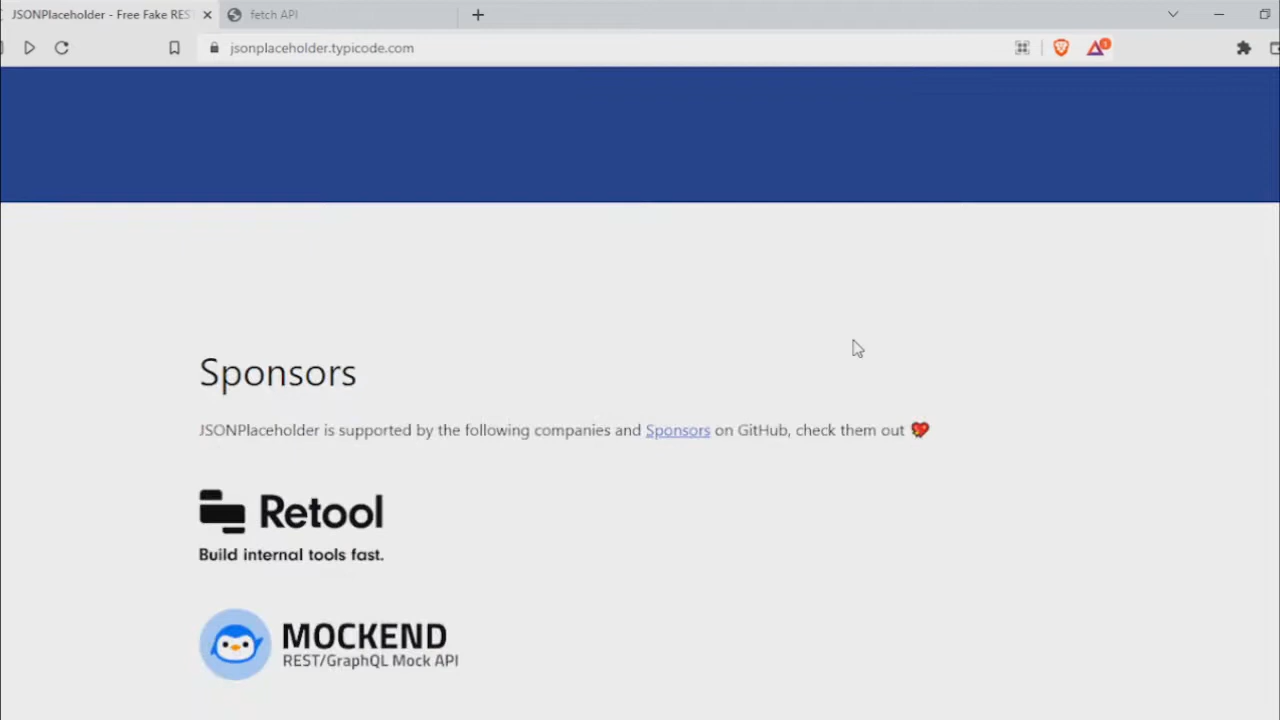 JSONPlaceholder - Free Fake RES
fetch API
jsonplaceholder.typicode.com
1
Sponsors
JSONPlaceholder is supported by the following companies and Sponsors on GitHub, check them out
Retool
Build internal tools fast.
MOCKEND
REST/GraphQL Mock API